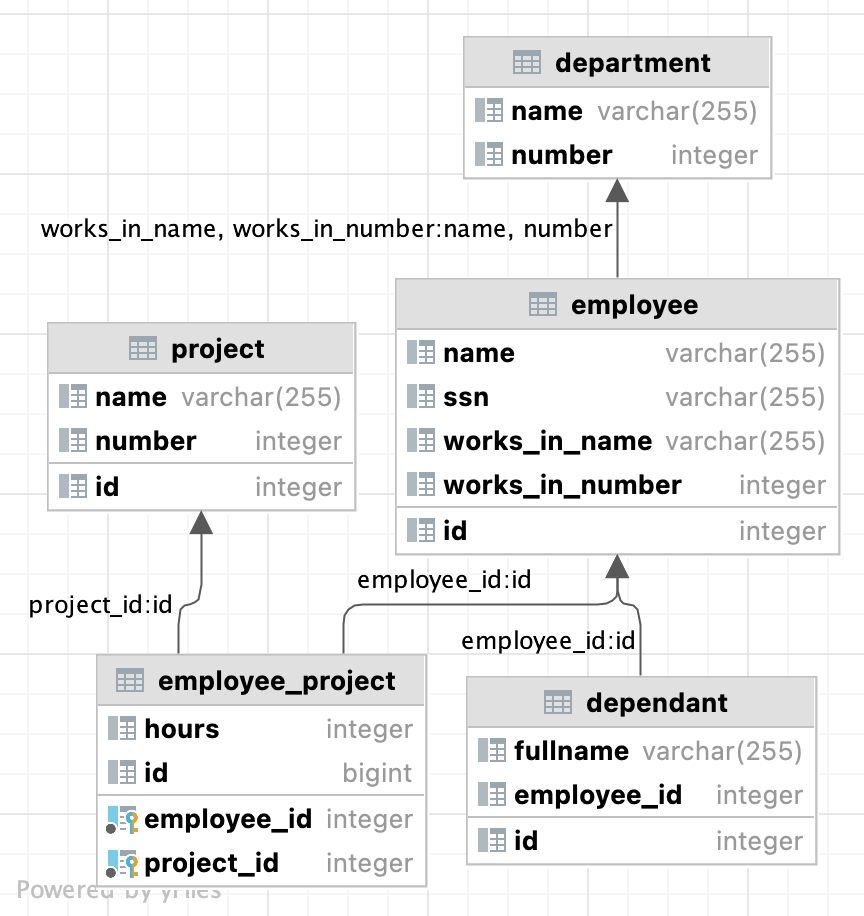 department
name varchar(255)
number integer
works_in_name, works_in_number:name, number
employee
name varchar(255)
ssn varchar(255)
works_in_name varchar(255)
works_in_number integer
id integer
project
name varchar(255)
number integer
id integer
employee_id:id
project_id:id
employee_id:id
employee_project
hours integer
id bigint
employee_id integer
project_id integer
dependant
fullname varchar(255)
employee_id integer
id integer
Powered by yFiles